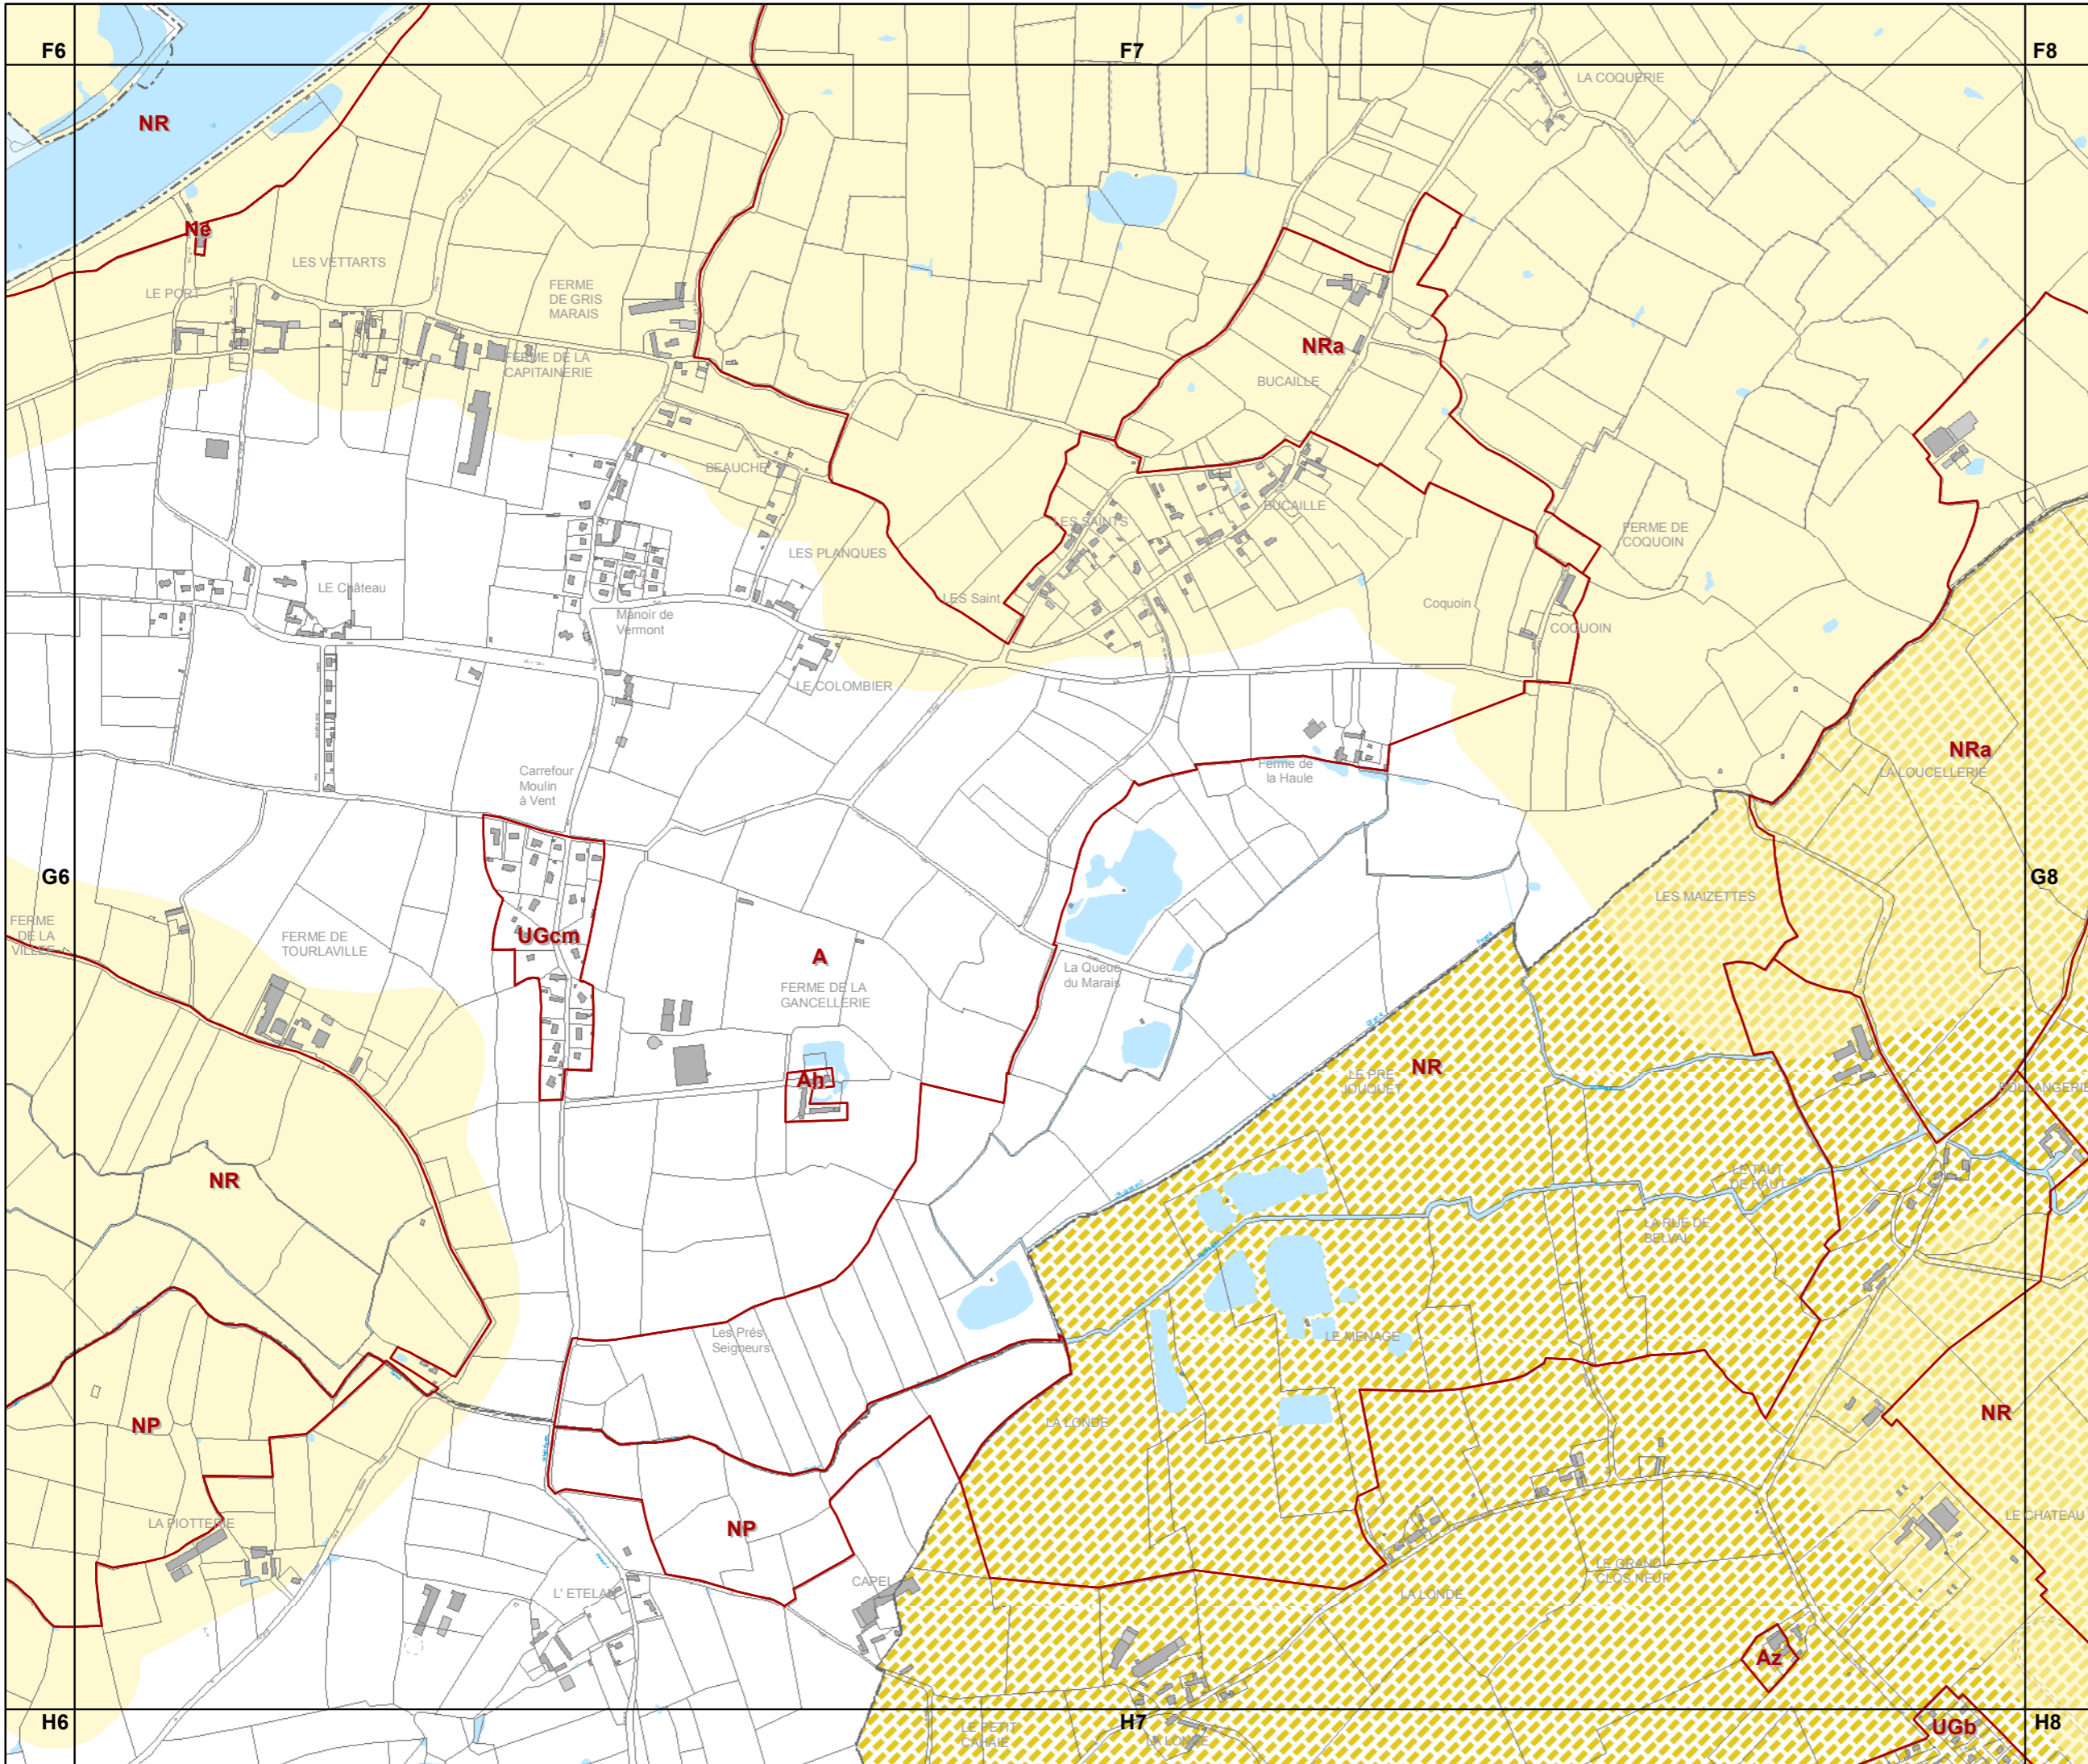 F6
F7
F8
LA COQUERIE
NR
Ne
LES VETTARTS
LE PORT
FERME
DE GRIS
MARAIS
FERME DE LA
CAPITAINERIE
NRa
BUCAILLE
BEAUCHE
LES SAINTS
BUCAILLE
FERME DE
COQUOIN
LES PLANQUES
LE Château
LES Saint
Coquoin
Manoir de
Vermont
COQUOIN
LE COLOMBIER
NRa
LA LOUCELLERIE
Carrefour
Moulin
à Vent
Ferme de
la Haule
G6
G8
LES MAIZETTES
FERME
DE LA
VILLE
FERME DE
TOURLAVILLE
UGcm
A
FERME DE LA
GANCELLERIE
La Queue
du Marais
Ah
NR
LE PRE
JOUQUET
BOULANGERIE
NR
LE TAUT
DE HAUT
LA RUE DE
BELVAL
Les Prés
Seigneurs
LE MENAGE
NP
LA LONDE
NR
LA PIOTTERIE
NP
LE CHATEAU
L' ETELAN
CAPEL
LE GRAND
CLOS NEUF
LA LONDE
Az
H6
H7
H8
UGb
LE PETIT
CAHAIE
LA LONDE